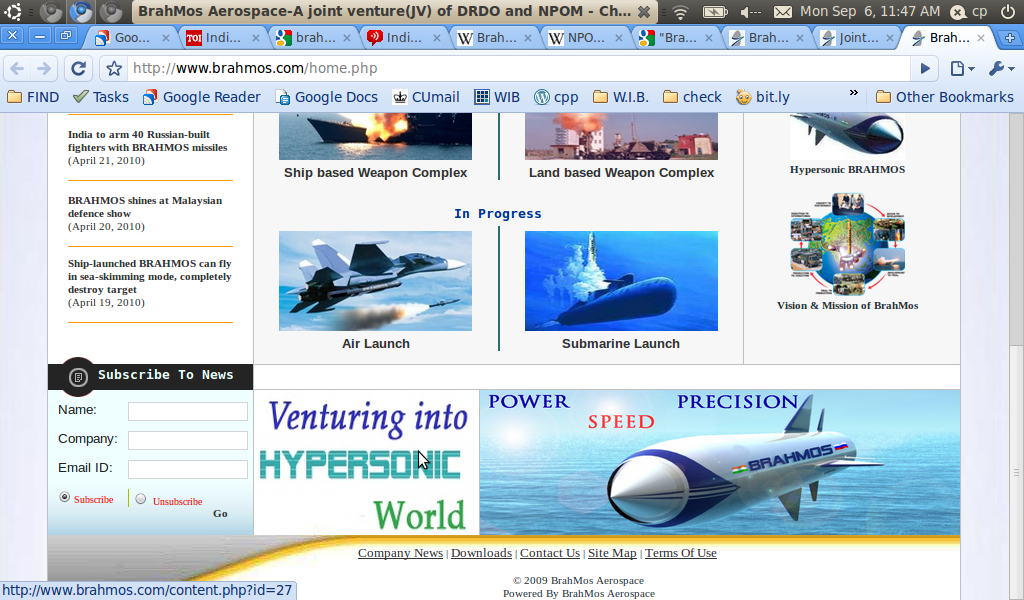 BrahMos Aerospace-A joint venture(JV) of DRDO and NPOM - Ch...
Mon Sep 6, 11:47 AM
cp
Goo...
TOI
Indi...
brah...
Indi...
W
Brah...
W
NPO...
"Bra...
Brah...
Joint...
Brah...
http://www.brahmos.com/home.php
FIND
Tasks
Google Reader
Google Docs
CUmail
WIB
cpp
W.I.B.
check
bit.ly
»
Other Bookmarks
India to arm 40 Russian-built
fighters with BRAHMOS missiles
(April 21, 2010)
BRAHMOS shines at Malaysian
defence show
(April 20, 2010)
Ship-launched BRAHMOS can fly
in sea-skimming mode, completely
destroy target
(April 19, 2010)
Ship based Weapon Complex
Land based Weapon Complex
In Progress
Air Launch
Submarine Launch
Hypersonic BRAHMOS
Vision & Mission of BrahMos
Subscribe To News
Name:
Company:
Email ID:
Subscribe
Unsubscribe
Go
Venturing into
HYPERSONIC
World
POWER
SPEED
PRECISION
BRAHMOS
Company News | Downloads | Contact Us | Site Map | Terms Of Use
© 2009 BrahMos Aerospace
Powered By BrahMos Aerospace
http://www.brahmos.com/content.php?id=27